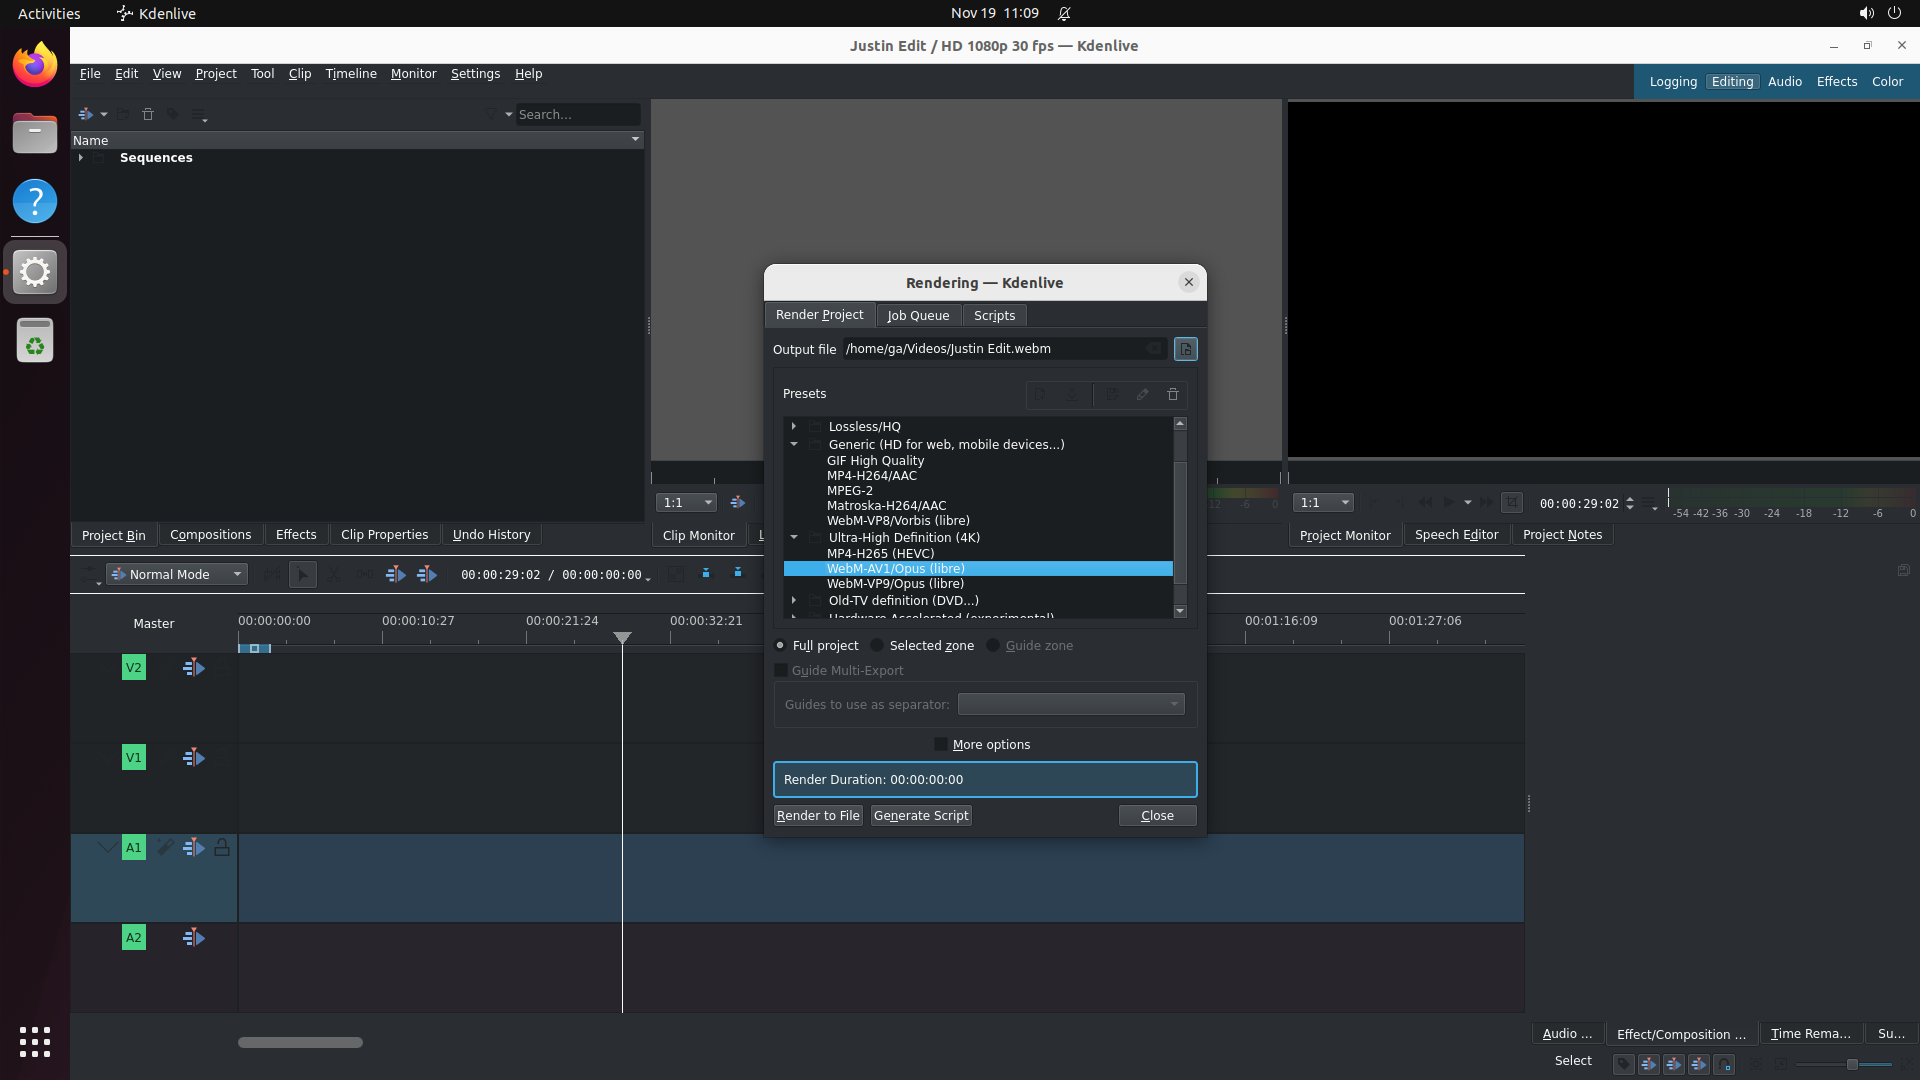 Activities
Kdenlive
Nov 19 11:09
Justin Edit / HD 1080p 30 fps — Kdenlive
File Edit View Project Tool Clip Timeline Monitor Settings Help
Logging Editing Audio Effects Color
Search...
Name
Sequences
Rendering — Kdenlive
Render Project Job Queue Scripts
Output file /home/ga/Videos/Justin Edit.webm
Presets
Lossless/HQ
Generic (HD for web, mobile devices...)
GIF High Quality
MP4-H264/AAC
MPEG-2
Matroska-H264/AAC
WebM-VP8/Vorbis (libre)
Ultra-High Definition (4K)
MP4-H265 (HEVC)
WebM-AV1/Opus (libre)
WebM-VP9/Opus (libre)
Old-TV definition (DVD...)
Hardware Accelerated (experimental)
Full project Selected zone Guide zone
Guide Multi-Export
Guides to use as separator:
More options
Render Duration: 00:00:00:00
Render to File Generate Script Close
1:1
-12 -6 0
1:1
00:00:29:02
-54 -42 -36 -30 -24 -18 -12 -6 0
Project Bin Compositions Effects Clip Properties Undo History
Clip Monitor
Project Monitor Speech Editor Project Notes
Normal Mode
00:00:29:02 / 00:00:00:00
Master
00:00:00:00 00:00:10:27 00:00:21:24 00:00:32:21 00:01:16:09 00:01:27:06
V2
V1
A1
A2
Audio ... Effect/Composition ... Time Rema... Su...
Select